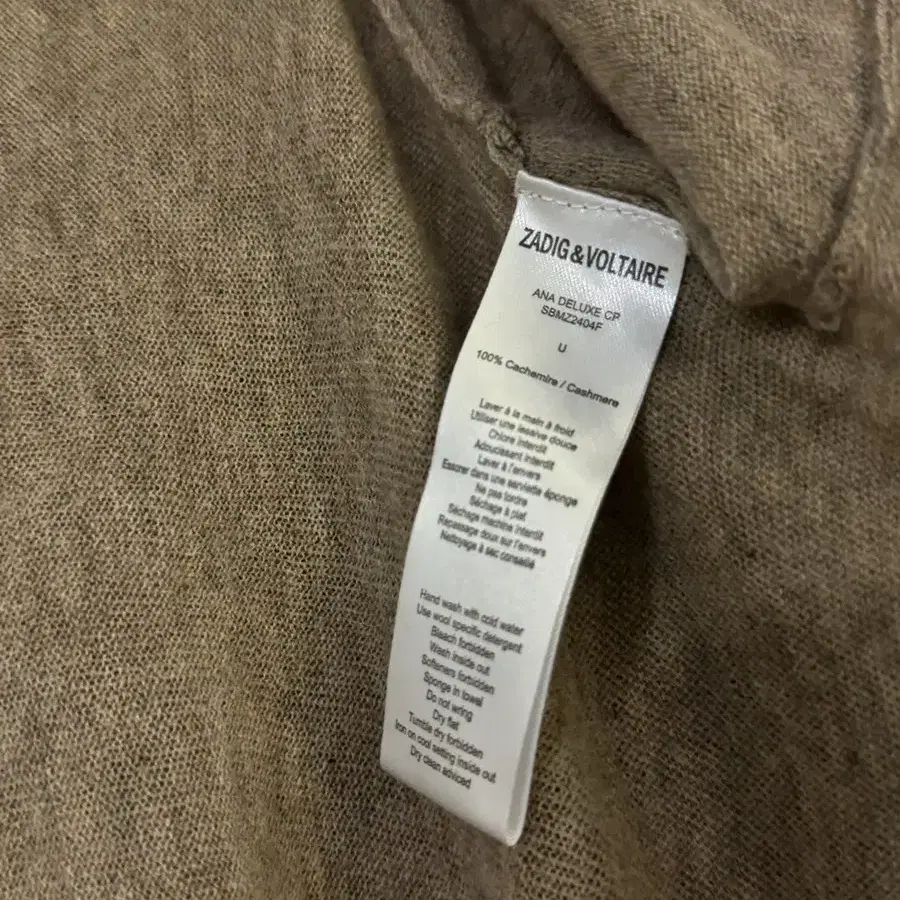 ZADIG&VOLTAIRE
ANA DELUXE CP
SBMZ2404F
U
100% Cachemire / Cashmere
Laver à la main à froid
Utiliser une lessive douce
Chlore interdit
Adoucissant interdit
Laver à l'envers
Essorer dans une serviette éponge
Ne pas tordre
Séchage à plat
Séchage machine interdit
Repassage doux sur l'envers
Nettoyage à sec conseillé
Hand wash with cold water
Use wool specific detergent
Bleach forbidden
Wash inside out
Softeners forbidden
Sponge in towel
Do not wring
Dry flat
Tumble dry forbidden
Iron on cool setting inside out
Dry clean adviced